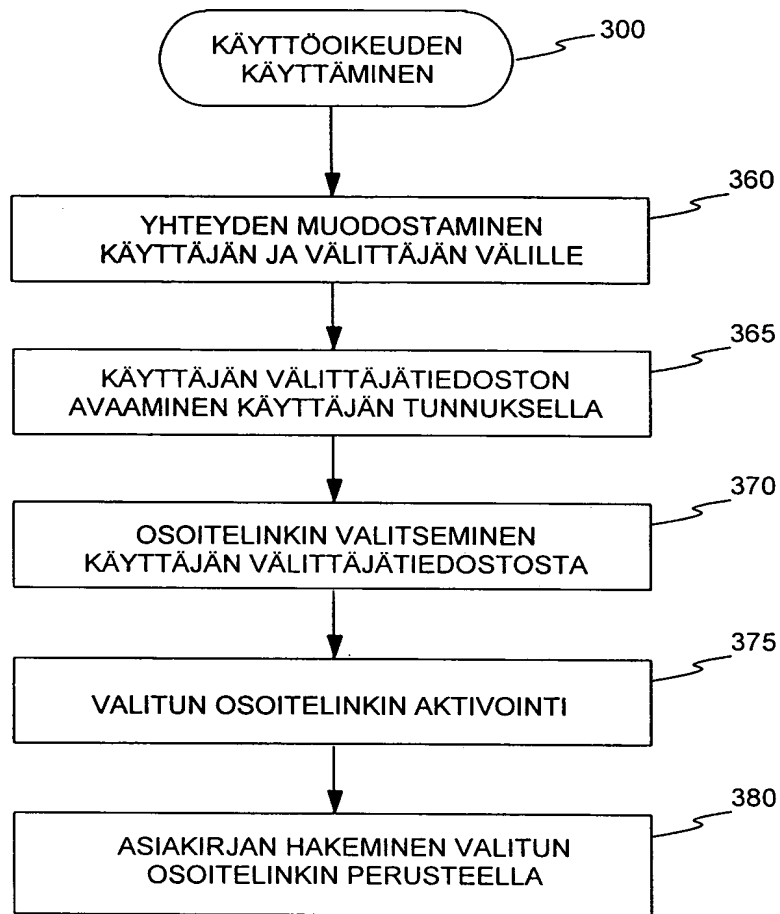 KÄYTTÖOIKEUDEN
KÄYTTÄMINEN
300
360
YHTEYDEN MUODOSTAMINEN
KÄYTTÄJÄN JA VÄLITTÄJÄN VÄLILLE
365
KÄYTTÄJÄN VÄLITTÄJÄTIEDOSTON
AVAAMINEN KÄYTTÄJÄN TUNNUKSELLA
370
OSOITELINKIN VALITSEMINEN
KÄYTTÄJÄN VÄLITTÄJÄTIEDOSTOSTA
375
VALITUN OSOITELINKIN AKTIVOINTI
380
ASIAKIRJAN HAKEMINEN VALITUN
OSOITELINKIN PERUSTEELLA